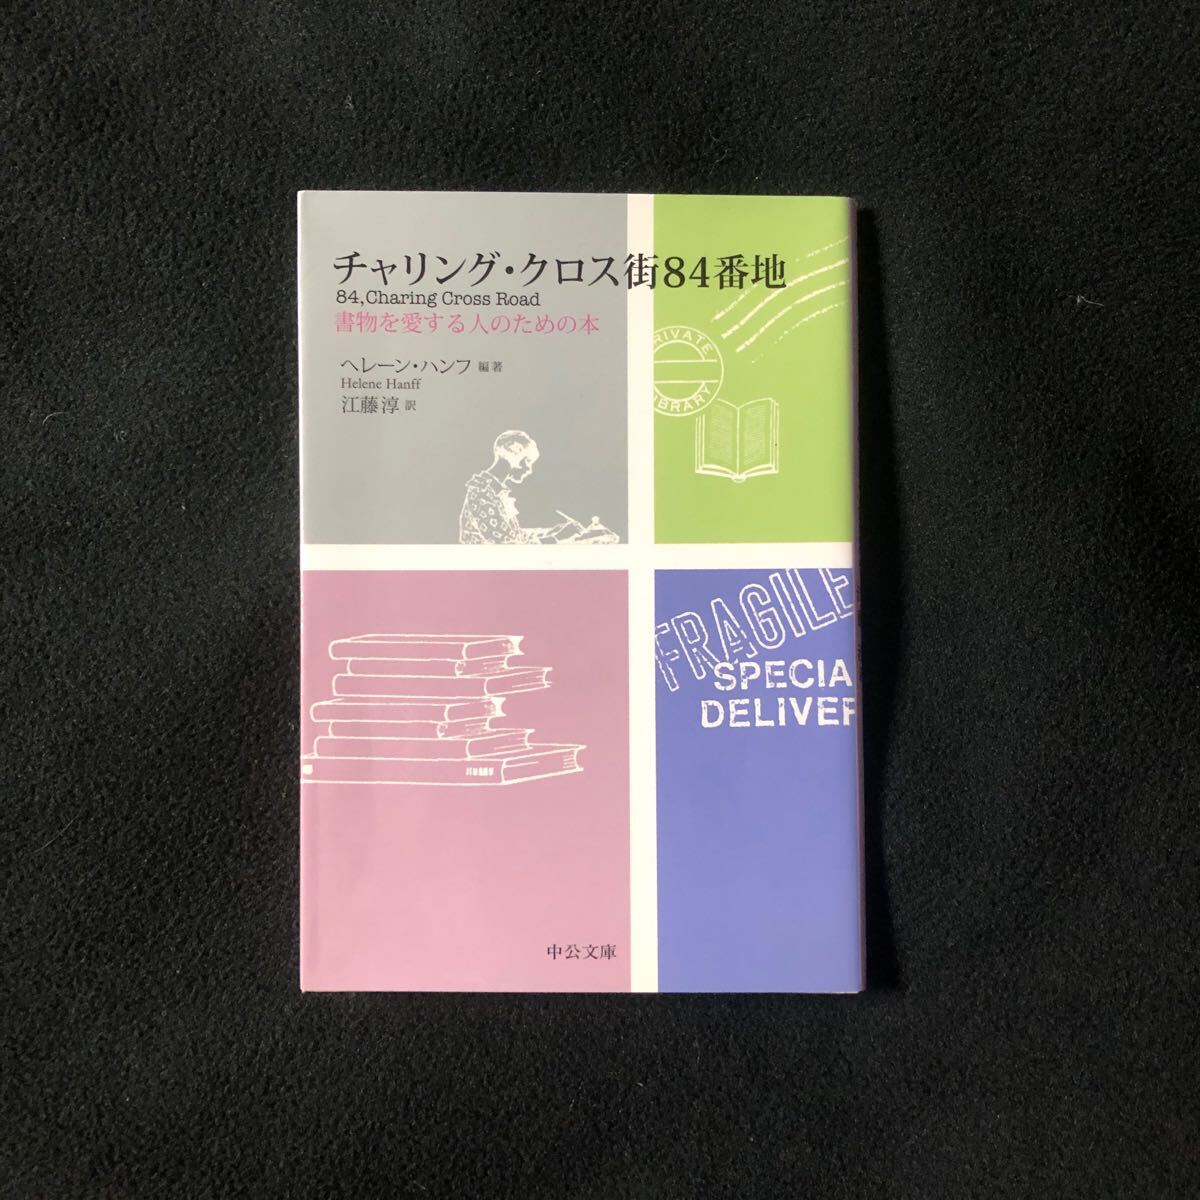 チャリング・クロス街84番地
84, Charing Cross Road
書物を愛する人のための本
ヘレーン・ハンフ 編著
Helene Hanff
江藤淳 訳
PRIVATE
LIBRARY
FRAGILE
SPECIA
DELIVER
中公文庫